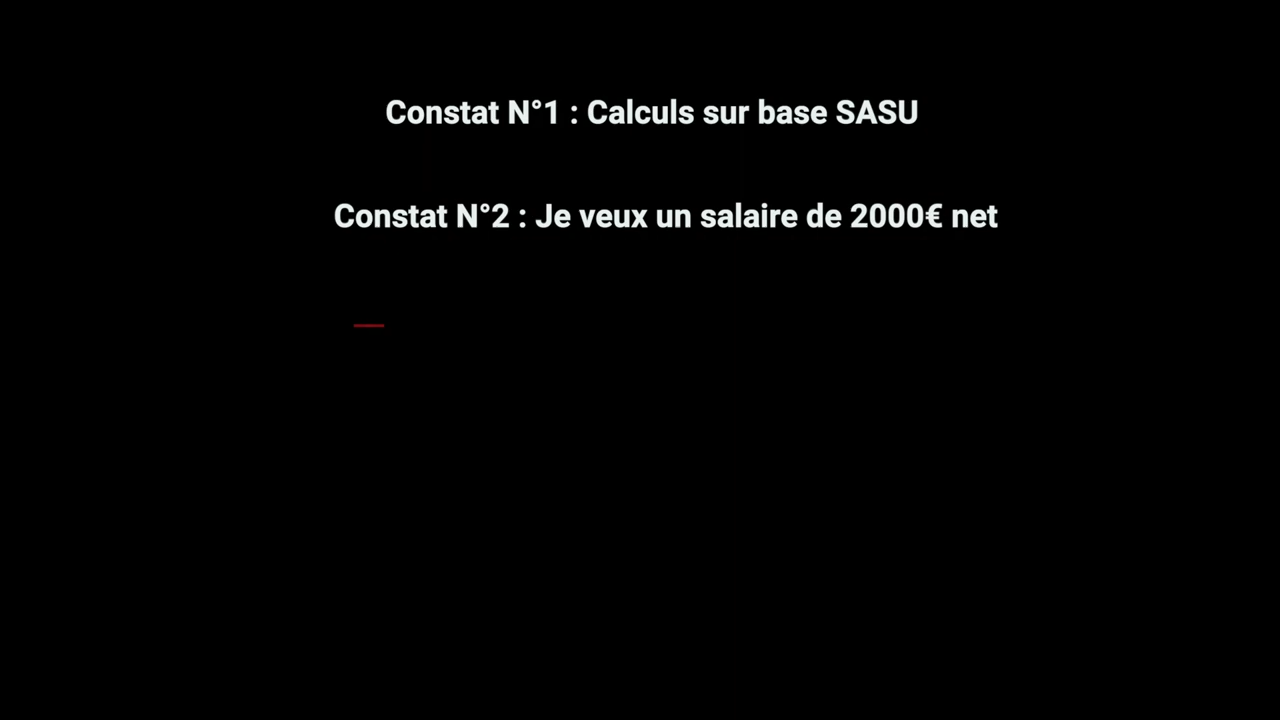 Constat N°1 : Calculs sur base SASU
Constat N°2 : Je veux un salaire de 2000€ net